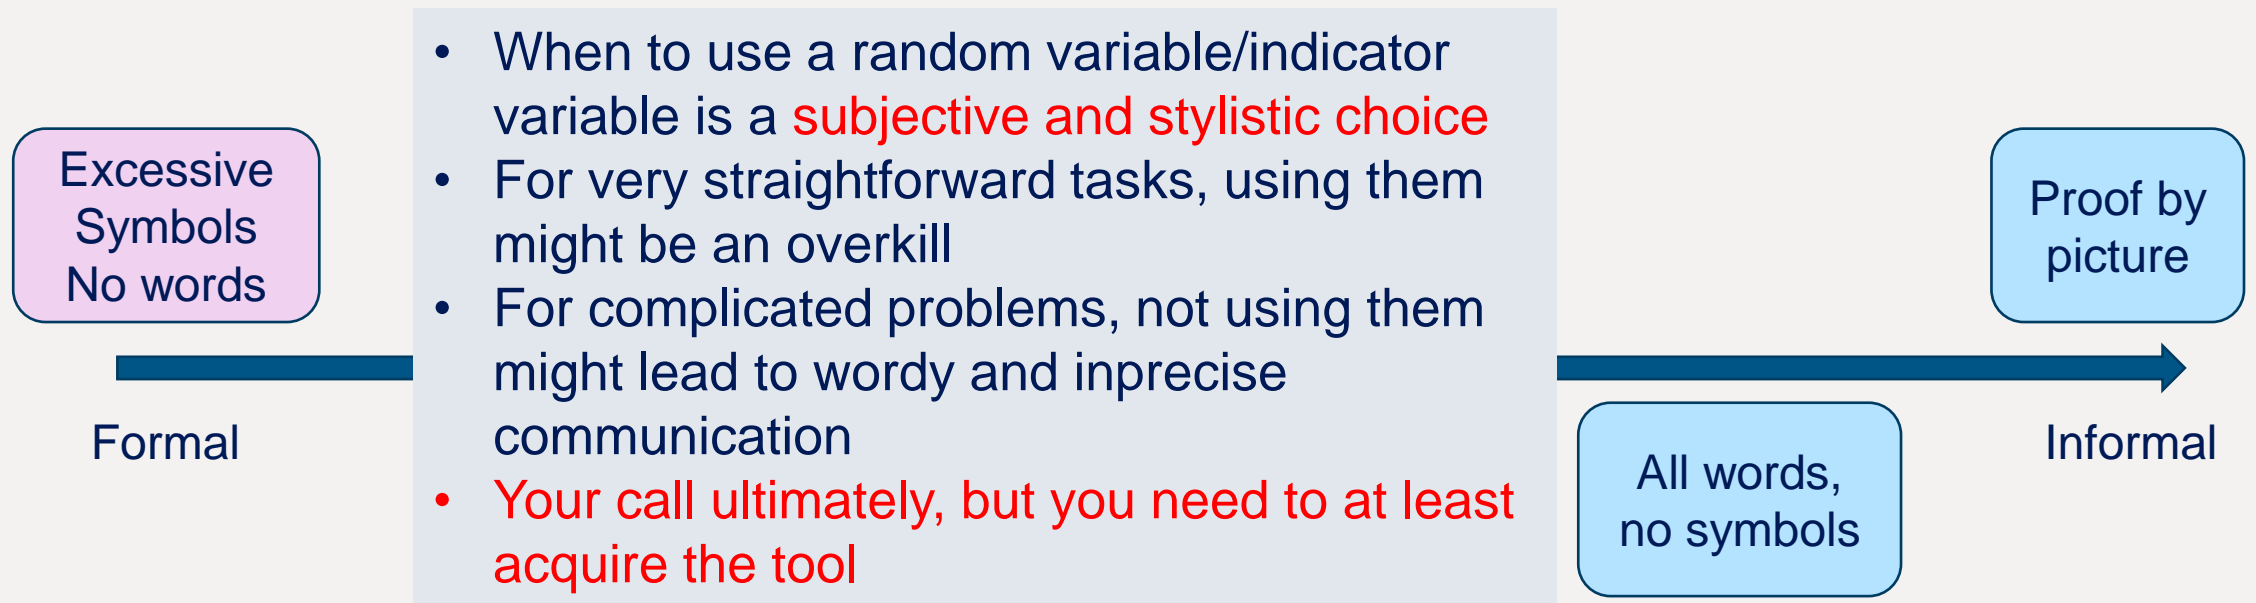 Excessive
Symbols
No words
Formal
• When to use a random variable/indicator
variable is a subjective and stylistic choice
• For very straightforward tasks, using them
might be an overkill
• For complicated problems, not using them
might lead to wordy and inprecise
communication
• Your call ultimately, but you need to at least
acquire the tool
All words,
no symbols
Proof by
picture
Informal